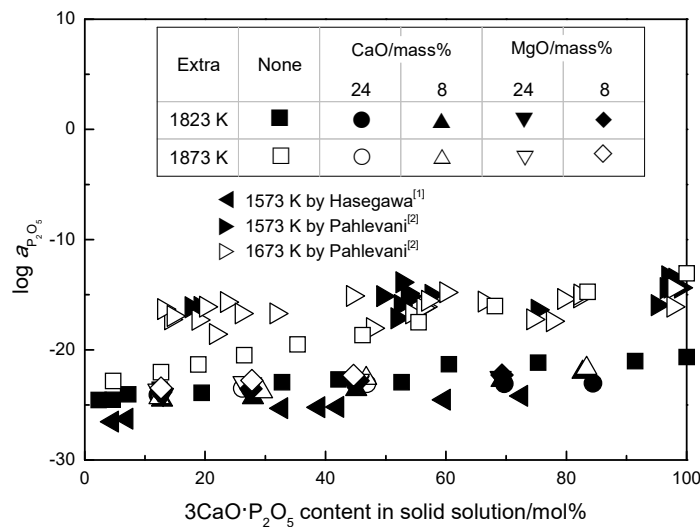 10
0
-10
-20
-30
log a_P₂O₅
Extra None CaO/mass% MgO/mass%
24 8 24 8
1823 K
1873 K
1573 K by Hasegawa[1]
1573 K by Pahlevani[2]
1673 K by Pahlevani[2]
0 20 40 60 80 100
3CaO·P₂O₅ content in solid solution/mol%